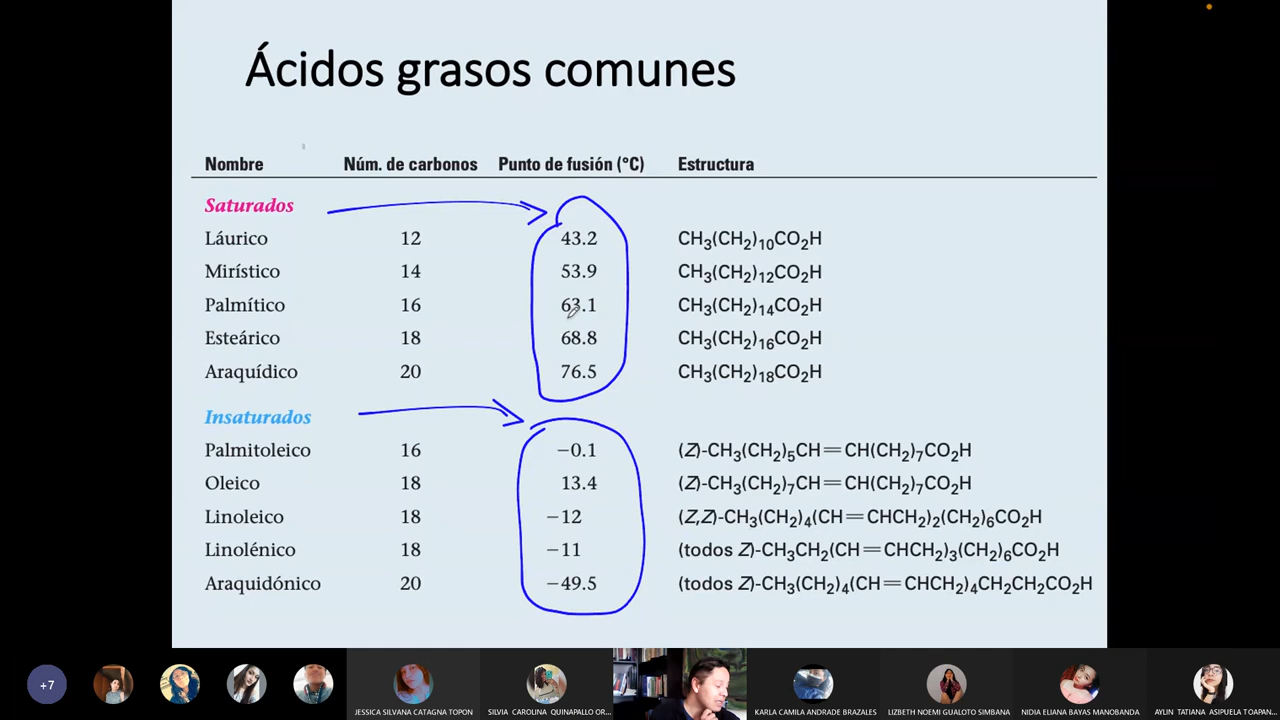 Ácidos grasos comunes
Nombre Núm. de carbonos Punto de fusión (°C) Estructura
Saturados
Láurico 12 43.2 CH₃(CH₂)₁₀CO₂H
Mirístico 14 53.9 CH₃(CH₂)₁₂CO₂H
Palmítico 16 63.1 CH₃(CH₂)₁₄CO₂H
Esteárico 18 68.8 CH₃(CH₂)₁₆CO₂H
Araquídico 20 76.5 CH₃(CH₂)₁₈CO₂H
Insaturados
Palmitoleico 16 −0.1 (Z)-CH₃(CH₂)₅CH=CH(CH₂)₇CO₂H
Oleico 18 13.4 (Z)-CH₃(CH₂)₇CH=CH(CH₂)₇CO₂H
Linoleico 18 −12 (Z,Z)-CH₃(CH₂)₄(CH=CHCH₂)₂(CH₂)₆CO₂H
Linolénico 18 −11 (todos Z)-CH₃CH₂(CH=CHCH₂)₃(CH₂)₆CO₂H
Araquidónico 20 −49.5 (todos Z)-CH₃(CH₂)₄(CH=CHCH₂)₄CH₂CH₂CO₂H
+7
JESSICA SILVANA CATAGNA TOPON SILVIA CAROLINA QUINAPALLO OR... KARLA CAMILA ANDRADE BRAZALES LIZBETH NOEMI GUALOTO SIMBANA NIDIA ELIANA BAYAS MANOBANDA AYLIN TATIANA ASIPUELA TOAPAN...